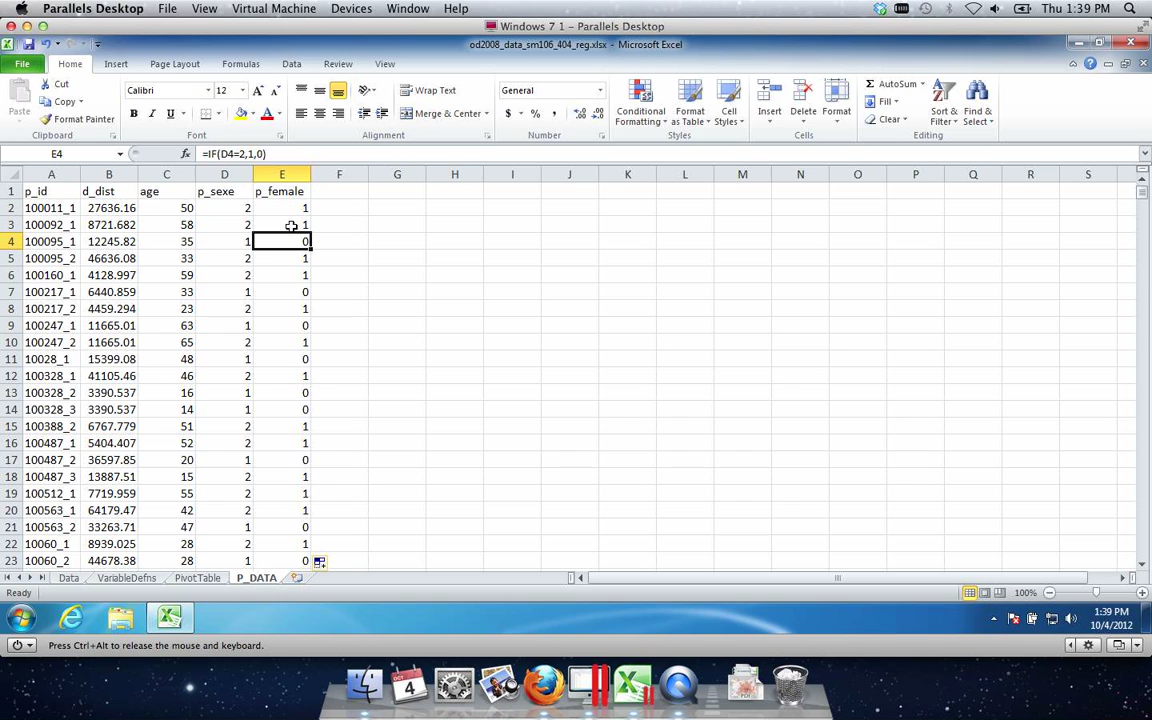 Parallels Desktop File View Virtual Machine Devices Window Help Thu 1:39 PM
Windows 7 1 – Parallels Desktop
od2008_data_sm106_404_reg.xlsx – Microsoft Excel
File Home Insert Page Layout Formulas Data Review View
Cut Calibri 12 Wrap Text General AutoSum
Paste Copy Conditional Formatting Format as Table Cell Styles Insert Delete Format Fill Sort & Filter Find & Select
Format Painter B I U Merge & Center $ % , Clear
Clipboard Font Alignment Number Styles Cells Editing
E4 fx =IF(D4=2,1,0)
A B C D E F G H I J K L M N O P Q R S
1 p_id d_dist age p_sexe p_female
2 100011_1 27636.16 50 2 1
3 100092_1 8721.682 58 2 1
4 100095_1 12245.82 35 1 0
5 100095_2 46636.08 33 2 1
6 100160_1 4128.997 59 2 1
7 100217_1 6440.859 33 1 0
8 100217_2 4459.294 23 2 1
9 100247_1 11665.01 63 1 0
10 100247_2 11665.01 65 2 1
11 10028_1 15399.08 48 1 0
12 100328_1 41105.46 46 2 1
13 100328_2 3390.537 16 1 0
14 100328_3 3390.537 14 1 0
15 100388_2 6767.779 51 2 1
16 100487_1 5404.407 52 2 1
17 100487_2 36597.85 20 1 0
18 100487_3 13887.51 15 2 1
19 100512_1 7719.959 55 2 1
20 100563_1 64179.47 42 2 1
21 100563_2 33263.71 47 1 0
22 10060_1 8939.025 28 2 1
23 10060_2 44678.38 28 1 0
Data VariableDefns PivotTable P_DATA
Ready 100%
1:39 PM
10/4/2012
Press Ctrl+Alt to release the mouse and keyboard.
OCT
4
PDF